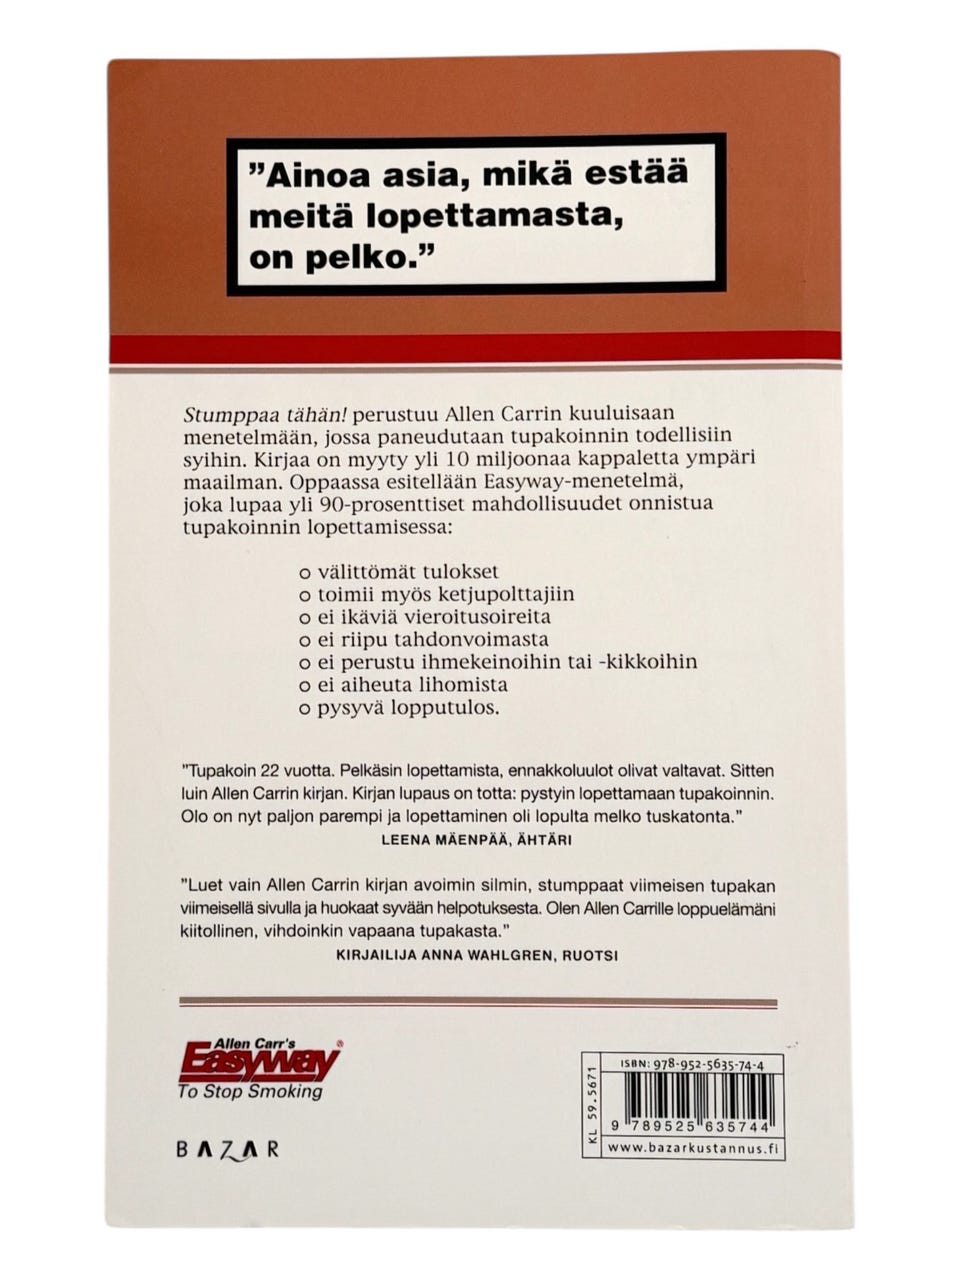 ”Ainoa asia, mikä estää
meitä lopettamasta,
on pelko.”
Stumppaa tähän! perustuu Allen Carrin kuuluisaan
menetelmään, jossa paneudutaan tupakoinnin todellisiin
syihin. Kirjaa on myyty yli 10 miljoonaa kappaletta ympäri
maailman. Oppaassa esitellään Easyway-menetelmä,
joka lupaa yli 90-prosenttiset mahdollisuudet onnistua
tupakoinnin lopettamisessa:
o välittömät tulokset
o toimii myös ketjupolttajiin
o ei ikäviä vieroitusoireita
o ei riipu tahdonvoimasta
o ei perustu ihmekeinoihin tai -kikkoihin
o ei aiheuta lihomista
o pysyvä lopputulos.
”Tupakoin 22 vuotta. Pelkäsin lopettamista, ennakkoluulot olivat valtavat. Sitten
luin Allen Carrin kirjan. Kirjan lupaus on totta: pystyin lopettamaan tupakoinnin.
Olo on nyt paljon parempi ja lopettaminen oli lopulta melko tuskatonta.”
LEENA MÄENPÄÄ, ÄHTÄRI
”Luet vain Allen Carrin kirjan avoimin silmin, stumppaat viimeisen tupakan
viimeisellä sivulla ja huokaat syvään helpotuksesta. Olen Allen Carrille loppuelämäni
kiitollinen, vihdoinkin vapaana tupakasta.”
KIRJAILIJA ANNA WAHLGREN, RUOTSI
Allen Carr's
Easyway®
To Stop Smoking
BAZAR
KL 59.5671
ISBN: 978-952-5635-74-4
9 789525 635744
www.bazarkustannus.fi